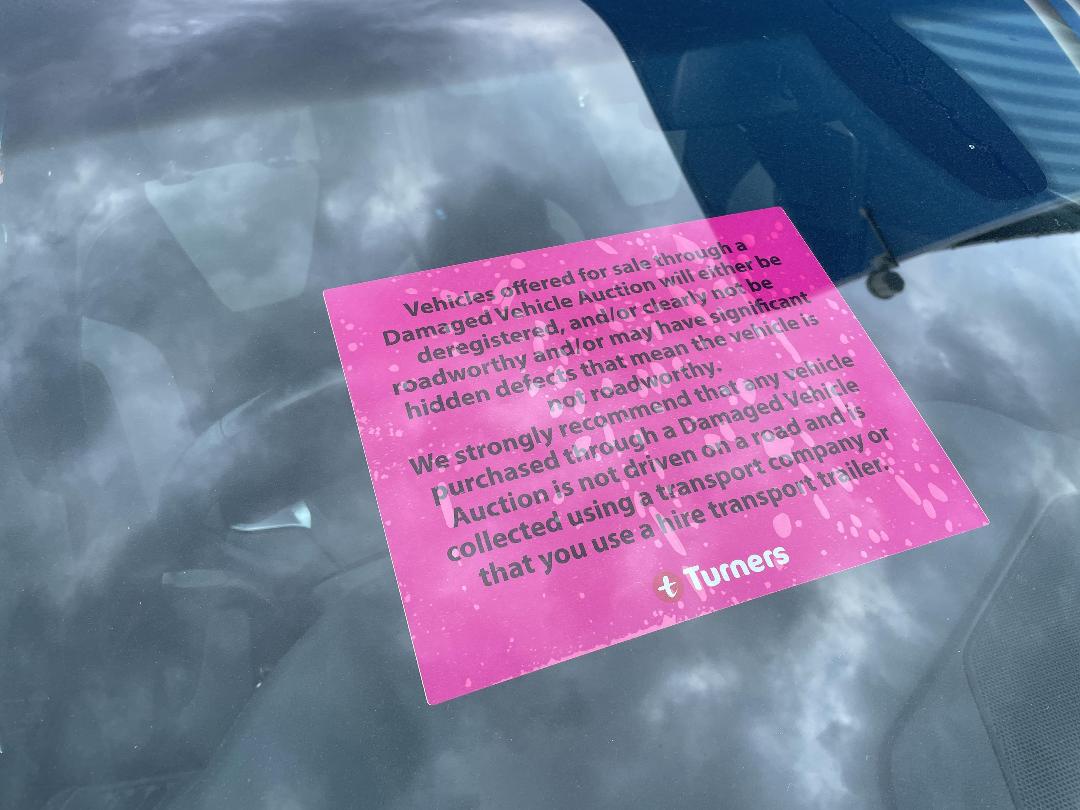 Vehicles offered for sale through a
Damaged Vehicle Auction will either be
deregistered, and/or clearly not be
roadworthy and/or may have significant
hidden defects that mean the vehicle is
not roadworthy.
We strongly recommend that any vehicle
purchased through a Damaged Vehicle
Auction is not driven on a road and is
collected using a transport company or
that you use a hire transport trailer.
t Turners